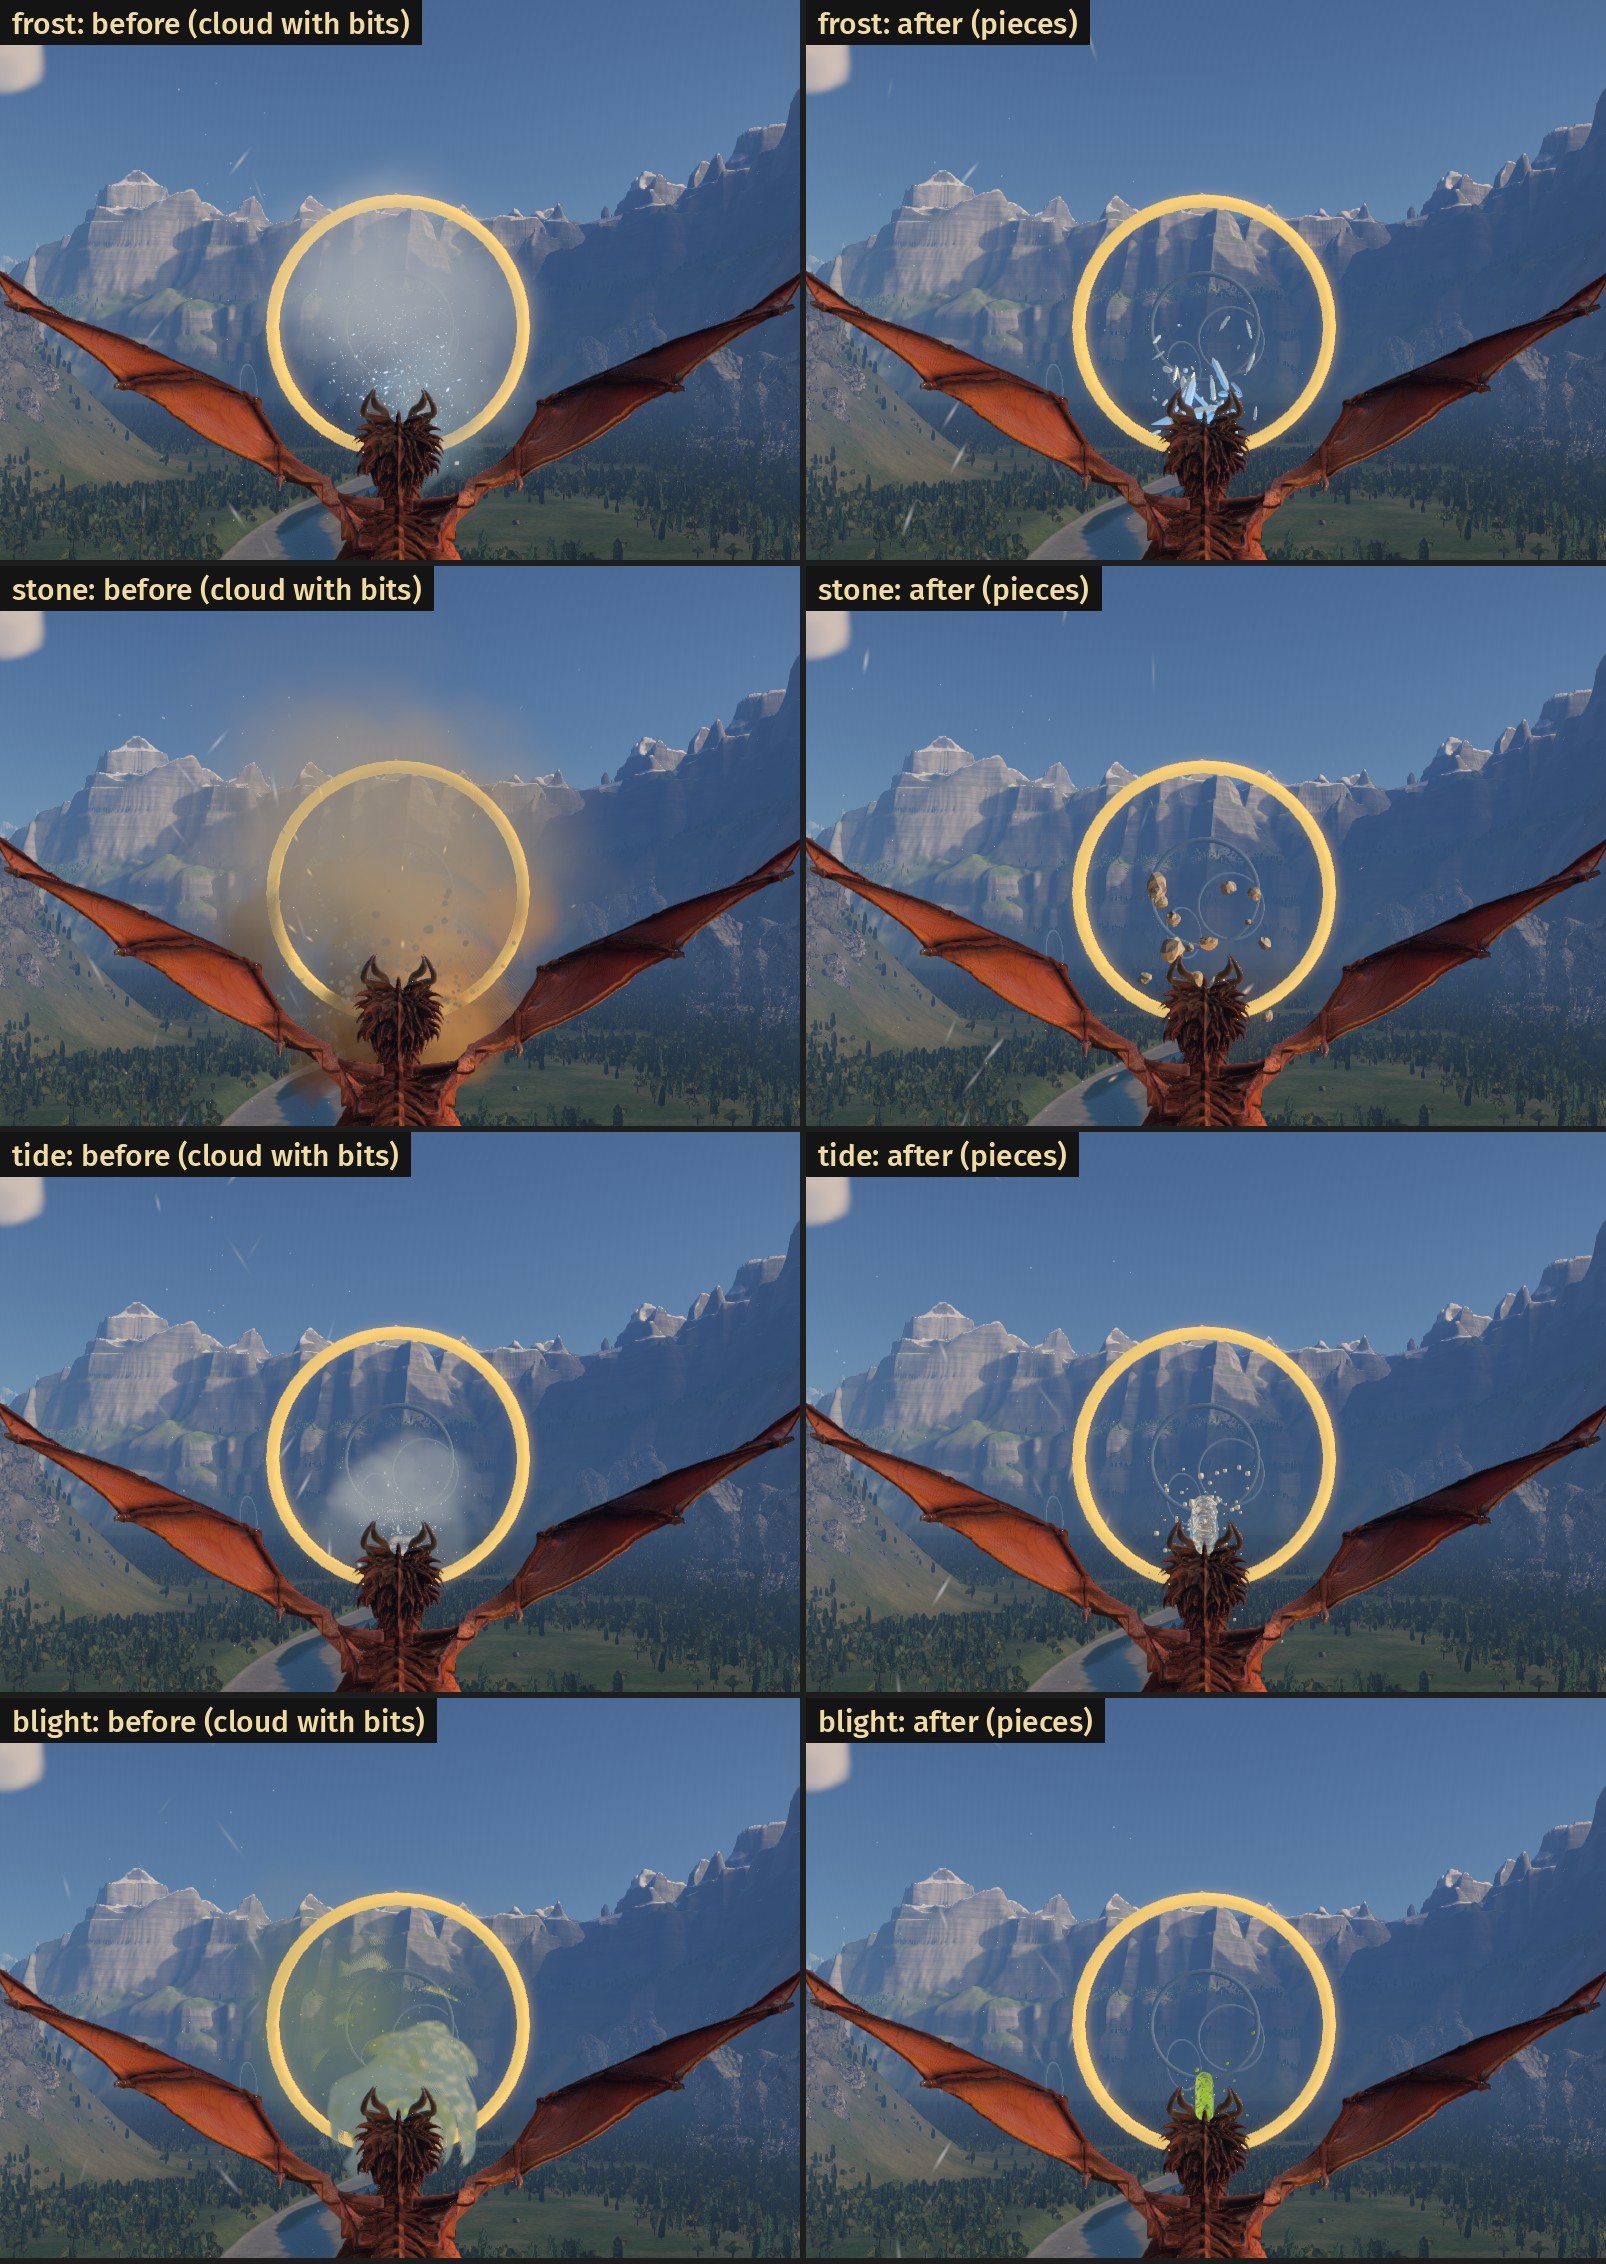 frost: before (cloud with bits)
frost: after (pieces)
stone: before (cloud with bits)
stone: after (pieces)
tide: before (cloud with bits)
tide: after (pieces)
blight: before (cloud with bits)
blight: after (pieces)